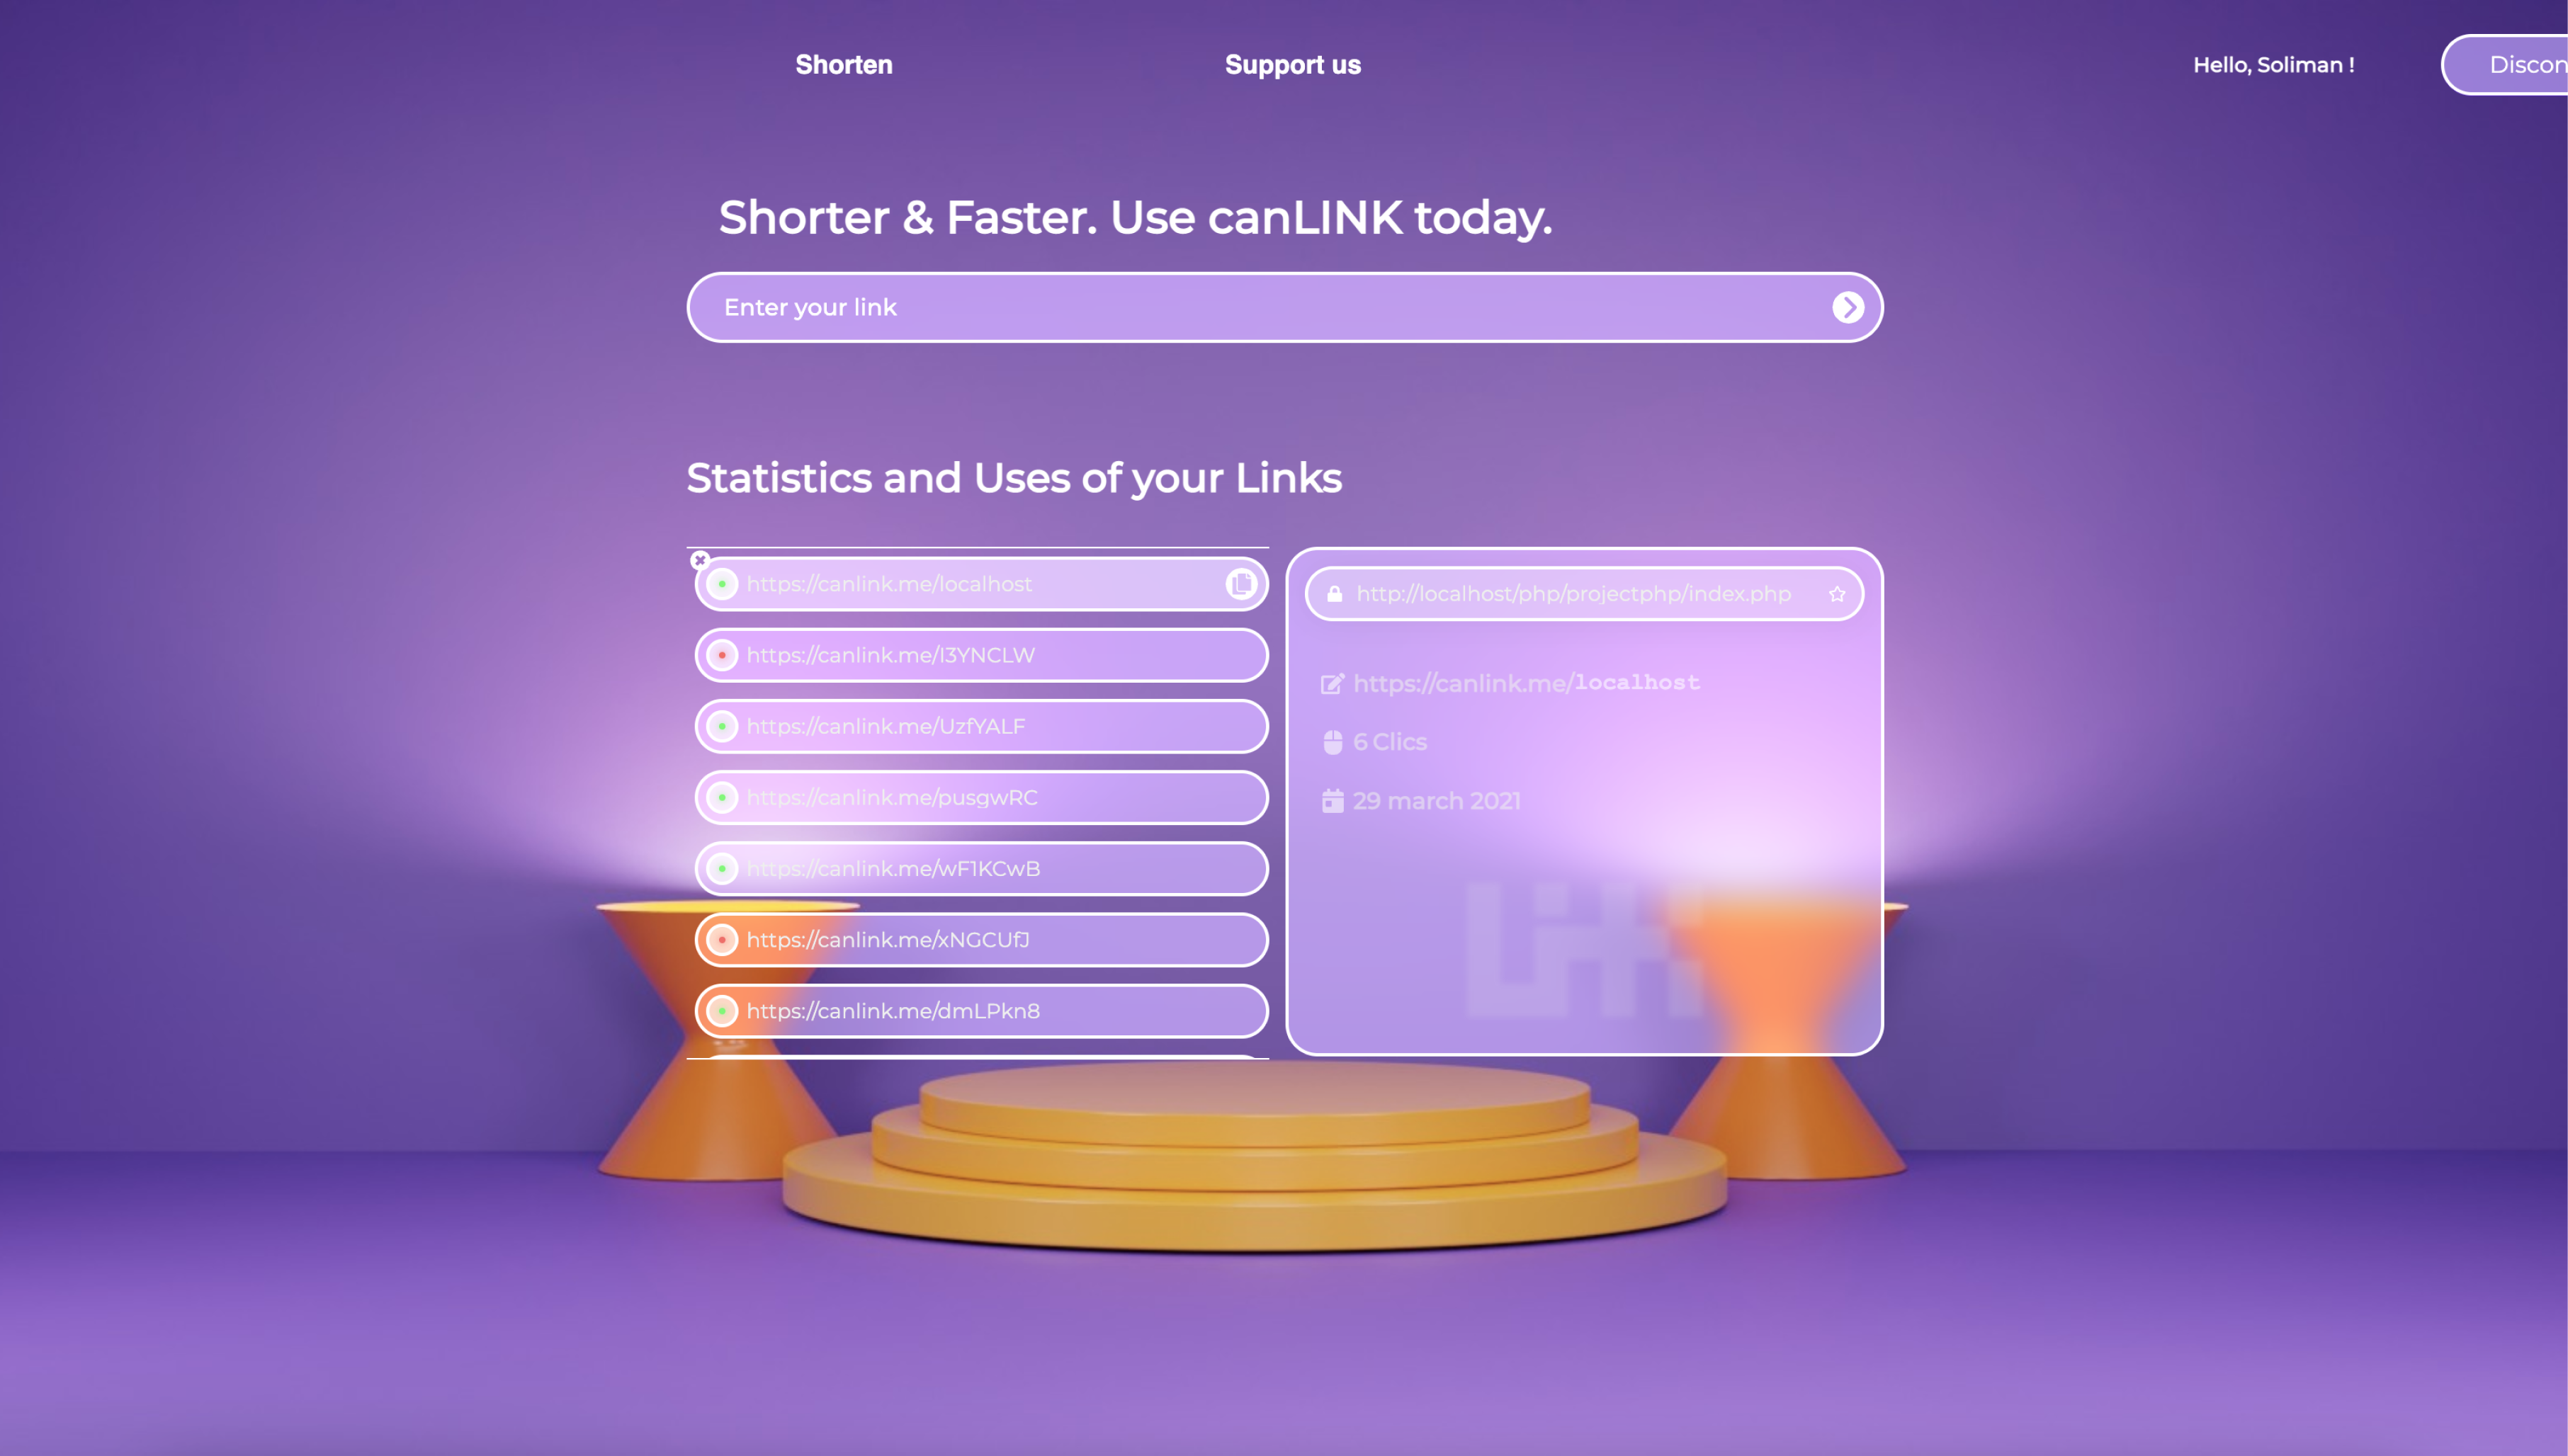 Shorten
Support us
Hello, Soliman !
Discon
Shorter & Faster. Use canLINK today.
Enter your link
Statistics and Uses of your Links
https://canlink.me/localhost
https://canlink.me/I3YNCLW
https://canlink.me/UzfYALF
https://canlink.me/pusgwRC
https://canlink.me/wF1KCwB
https://canlink.me/xNGCUfJ
https://canlink.me/dmLPkn8
http://localhost/php/projectphp/index.php
https://canlink.me/localhost
6 Clics
29 march 2021